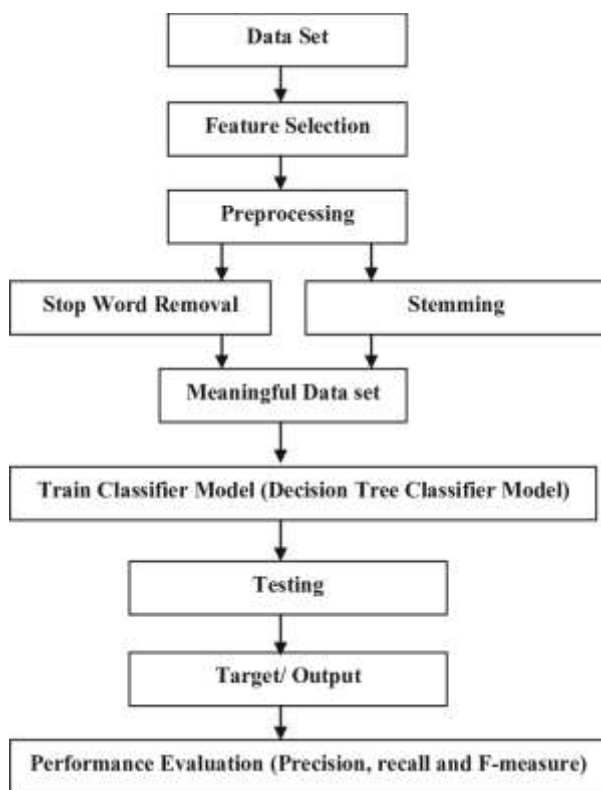 Data Set
Feature Selection
Preprocessing
Stop Word Removal
Stemming
Meaningful Data set
Train Classifier Model (Decision Tree Classifier Model)
Testing
Target/ Output
Performance Evaluation (Precision, recall and F-measure)